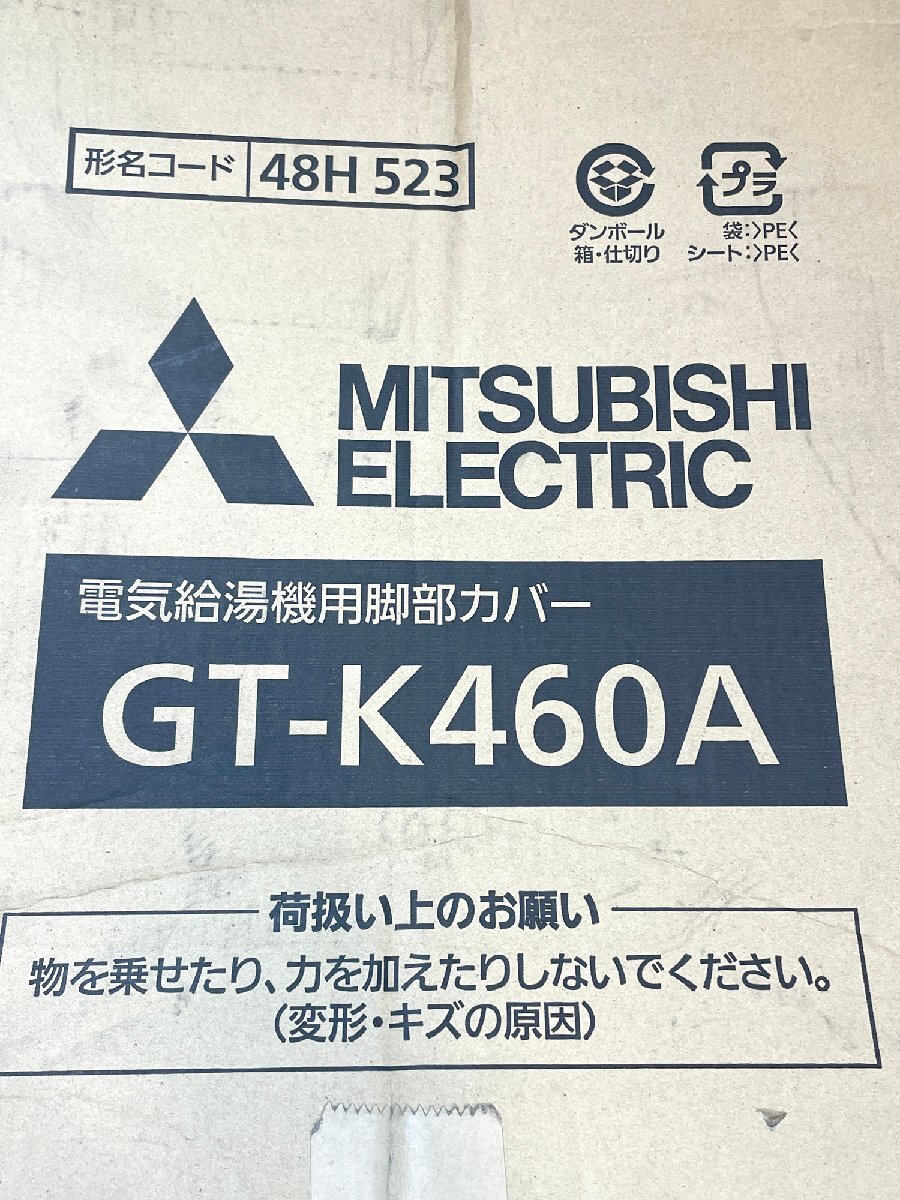 形名コード 48H 523
プラ
ダンボール
箱・仕切り
袋:>PE<
シート:>PE<
MITSUBISHI
ELECTRIC
電気給湯機用脚部カバー
GT-K460A
荷扱い上のお願い
物を乗せたり、力を加えたりしないでください。
(変形・キズの原因)